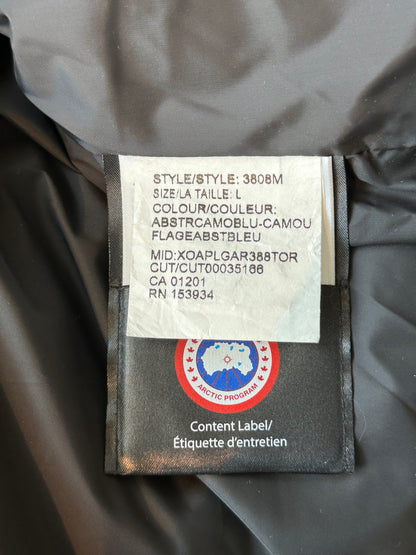 STYLE/STYLE: 3808M
SIZE/LA TAILLE: L
COLOUR/COULEUR:
ABSTRCAMOBLU-CAMOU
FLAGEABSTBLEU
MID:XOAPLGAR388TOR
CUT/CUT00035186
CA 01201
RN 153934
ARCTIC PROGRAM
Content Label/
Étiquette d'entretien